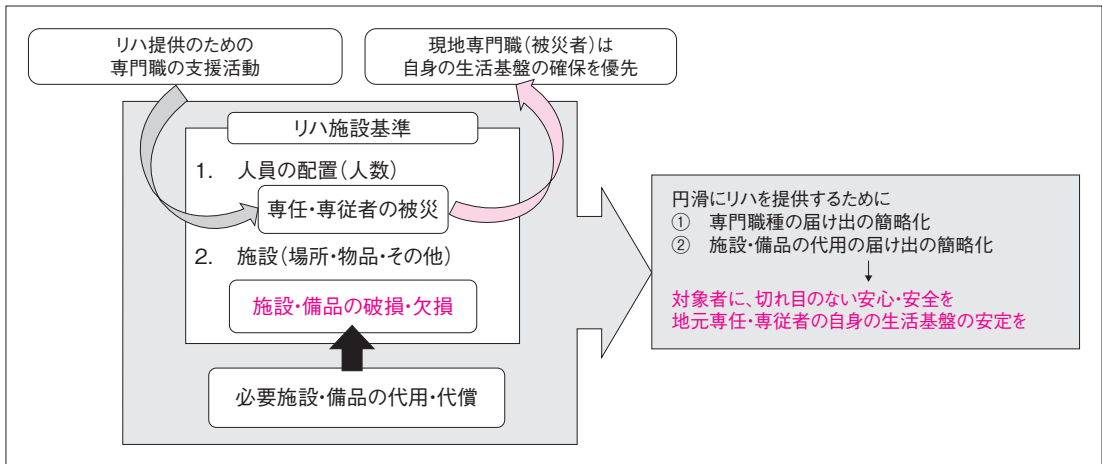 リハ提供のための
専門職の支援活動
現地専門職(被災者)は
自身の生活基盤の確保を優先
リハ施設基準
1. 人員の配置(人数)
専任・専従者の被災
2. 施設(場所・物品・その他)
施設・備品の破損・欠損
必要施設・備品の代用・代償
円滑にリハを提供するために
① 専門職種の届け出の簡略化
② 施設・備品の代用の届け出の簡略化
対象者に、切れ目のない安心・安全を
地元専任・専従者の自身の生活基盤の安定を